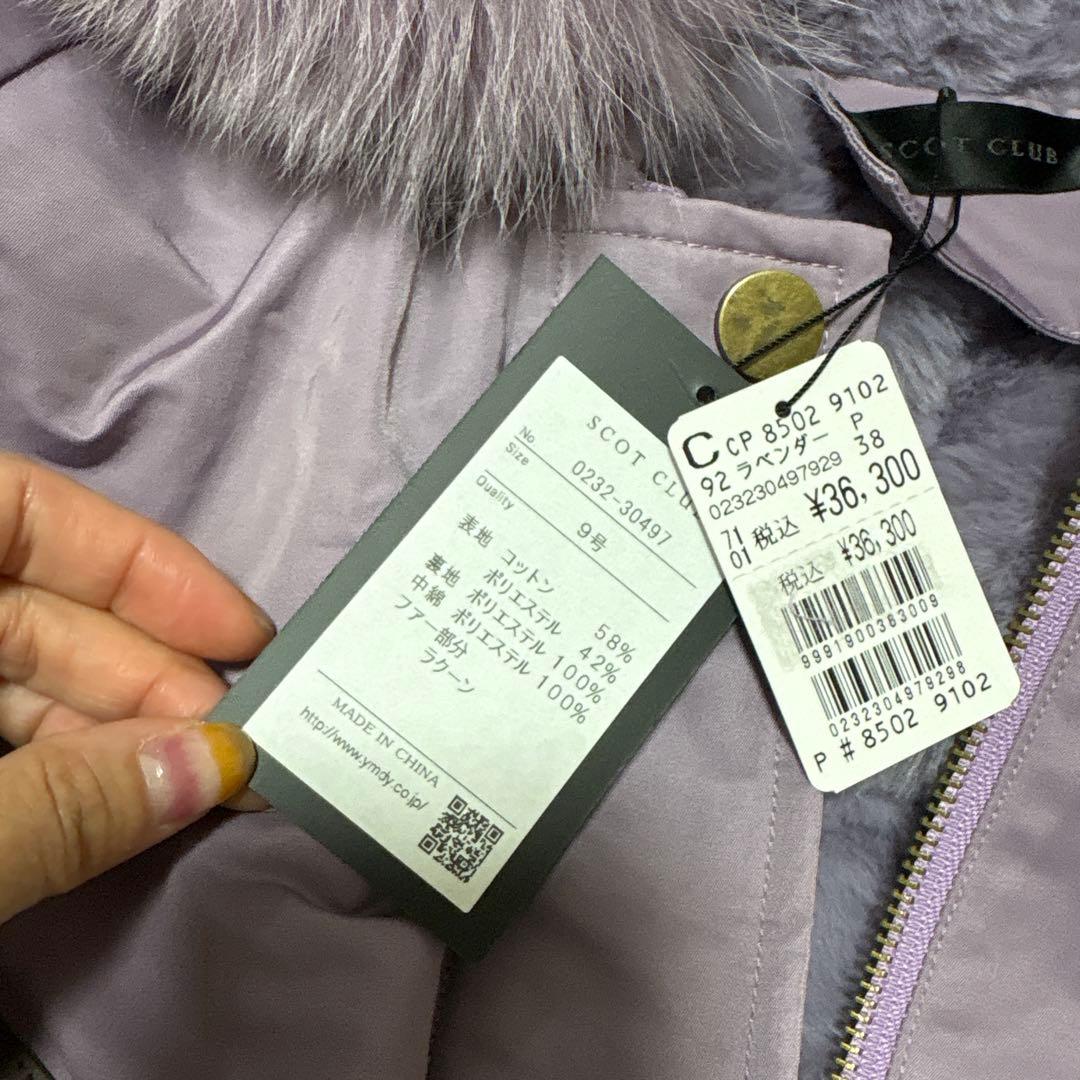 SCOT CLUB
SCOT CLU
No 0232-30497
Size 9号
Quality
表地 コットン 58%
ポリエステル 42%
裏地 ポリエステル 100%
中綿 ポリエステル 100%
ファー部分
ラクーン
MADE IN CHINA
http://www.ymdy.co.jp/
C CP 8502 9102
92 ラベンダー P
023230497929 38
71
01 税込 ¥36,300
税込 ¥36,300
9991900363009
0232304979298
P # 8502 9102